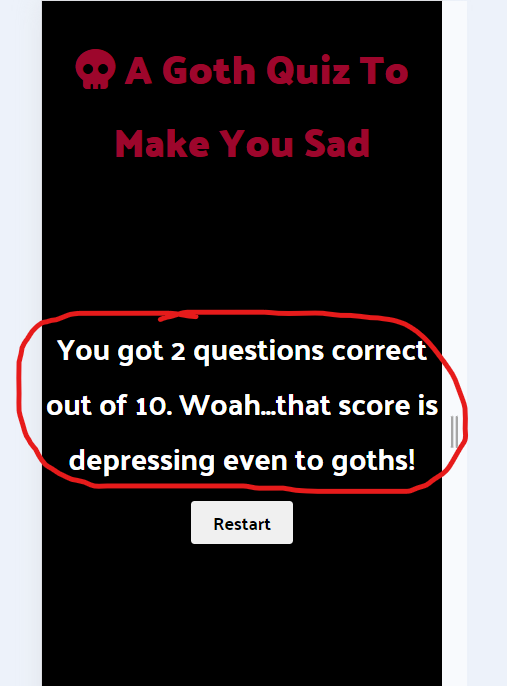 A Goth Quiz To
Make You Sad
You got 2 questions correct
out of 10. Woah...that score is
depressing even to goths!
Restart